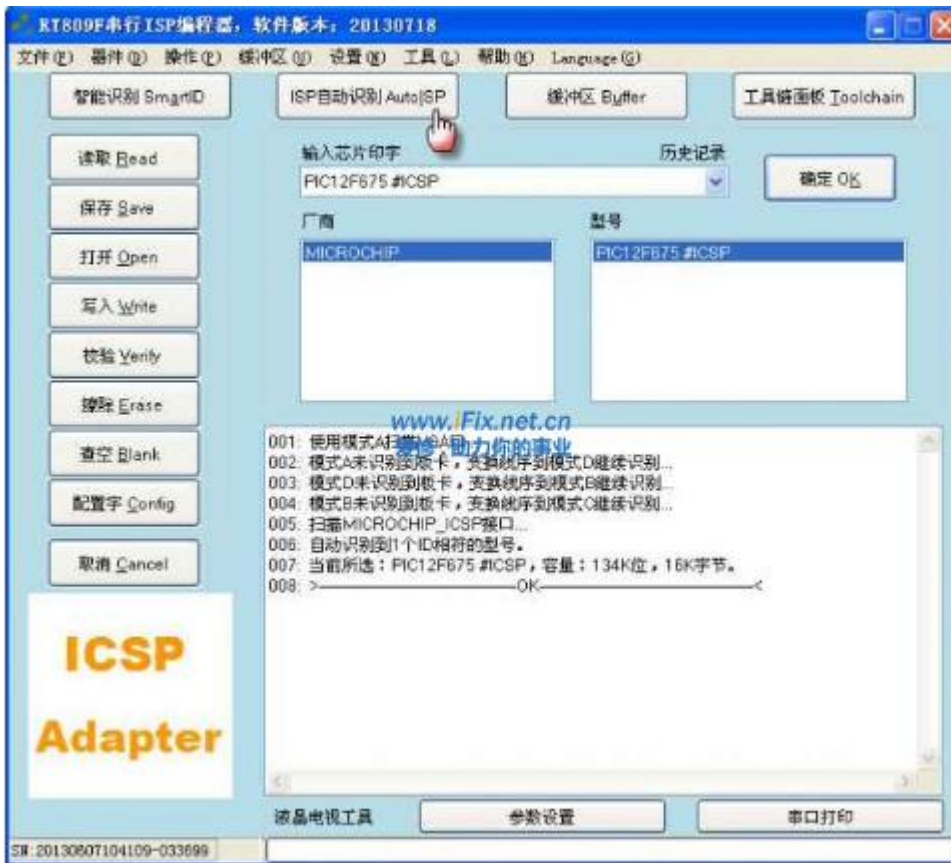 RT809F串行ISP编程器，软件版本：20130718
文件(F) 器件(D) 操作(P) 缓冲区(U) 设置(W) 工具(L) 帮助(H) Language(G)
智能识别 SmartID
ISP自动识别 AutoISP
缓冲区 Buffer
工具链面板 Toolchain
读取 Read
保存 Save
打开 Open
写入 Write
校验 Verify
擦除 Erase
查空 Blank
配置字 Config
取消 Cancel
输入芯片印字
历史记录
PIC12F675 #ICSP
确定 OK
厂商
型号
MICROCHIP
PIC12F675 #ICSP
www.iFix.net.cn
001: 使用模式A扫描VGA口
002: 模式A未识别到板卡，变换线序到模式D继续识别...
003: 模式D未识别到板卡，变换线序到模式B继续识别...
004: 模式B未识别到板卡，变换线序到模式C继续识别...
005: 扫描MICROCHIP_ICSP接口...
006: 自动识别到1个ID相符的型号。
007: 当前所选：PIC12F675 #ICSP，容量：134K位，16K字节。
008: >————————OK————————<
ICSP
Adapter
液晶电视工具
参数设置
串口打印
SN:20130607104109-033699